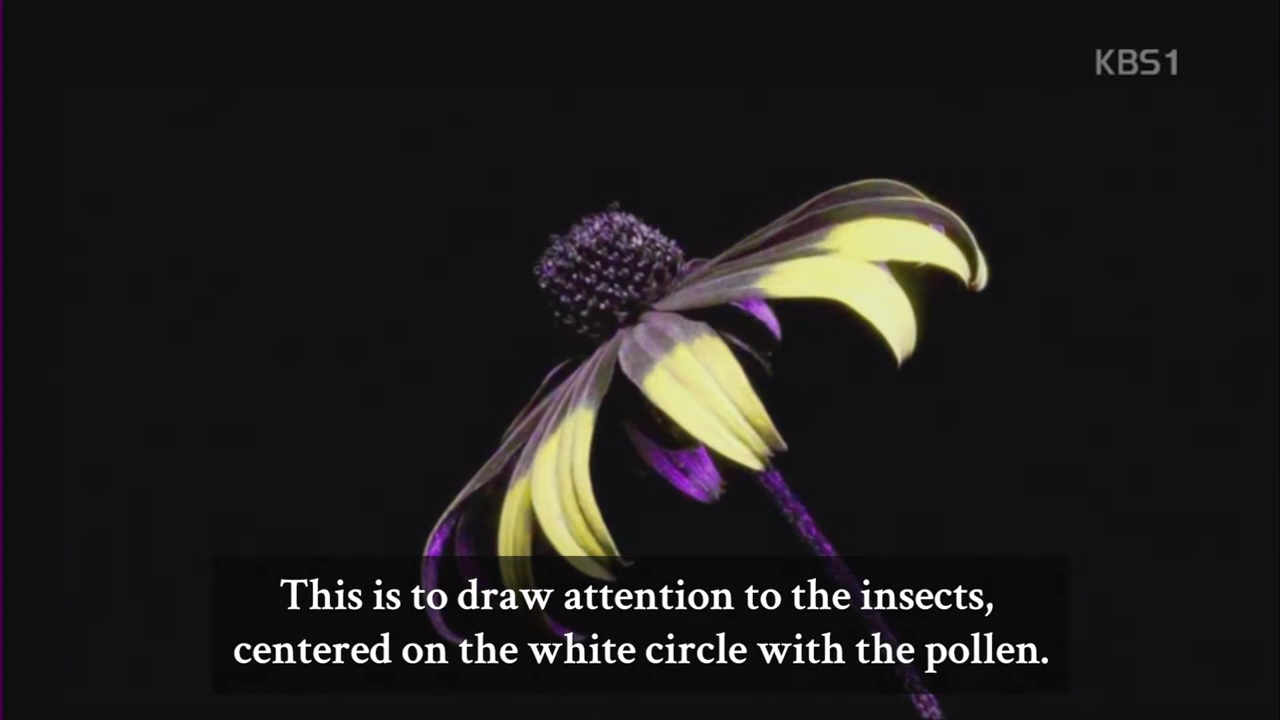 KBS1
This is to draw attention to the insects,
centered on the white circle with the pollen.